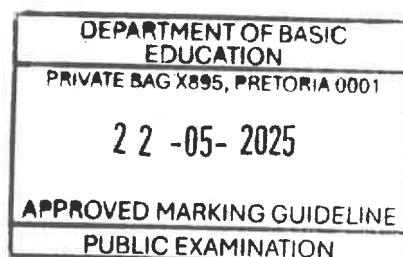 DEPARTMENT OF BASIC
EDUCATION
PRIVATE BAG X895, PRETORIA 0001
22 -05- 2025
APPROVED MARKING GUIDELINE
PUBLIC EXAMINATION